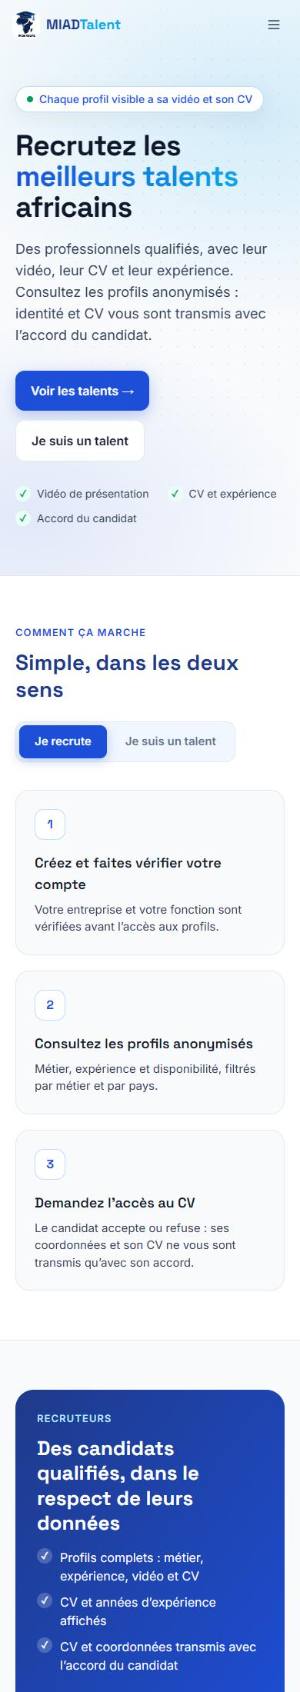 MIADTalent
Chaque profil visible a sa vidéo et son CV
Recrutez les
meilleurs talents
africains
Des professionnels qualifiés, avec leur
vidéo, leur CV et leur expérience.
Consultez les profils anonymisés :
identité et CV vous sont transmis avec
l'accord du candidat.
Voir les talents →
Je suis un talent
✓ Vidéo de présentation ✓ CV et expérience
✓ Accord du candidat
COMMENT ÇA MARCHE
Simple, dans les deux
sens
Je recrute Je suis un talent
1
Créez et faites vérifier votre
compte
Votre entreprise et votre fonction sont
vérifiées avant l'accès aux profils.
2
Consultez les profils anonymisés
Métier, expérience et disponibilité, filtrés
par métier et par pays.
3
Demandez l'accès au CV
Le candidat accepte ou refuse : ses
coordonnées et son CV ne vous sont
transmis qu'avec son accord.
RECRUTEURS
Des candidats
qualifiés, dans le
respect de leurs
données
✓ Profils complets : métier,
expérience, vidéo et CV
✓ CV et années d'expérience
affichés
✓ CV et coordonnées transmis avec
l'accord du candidat